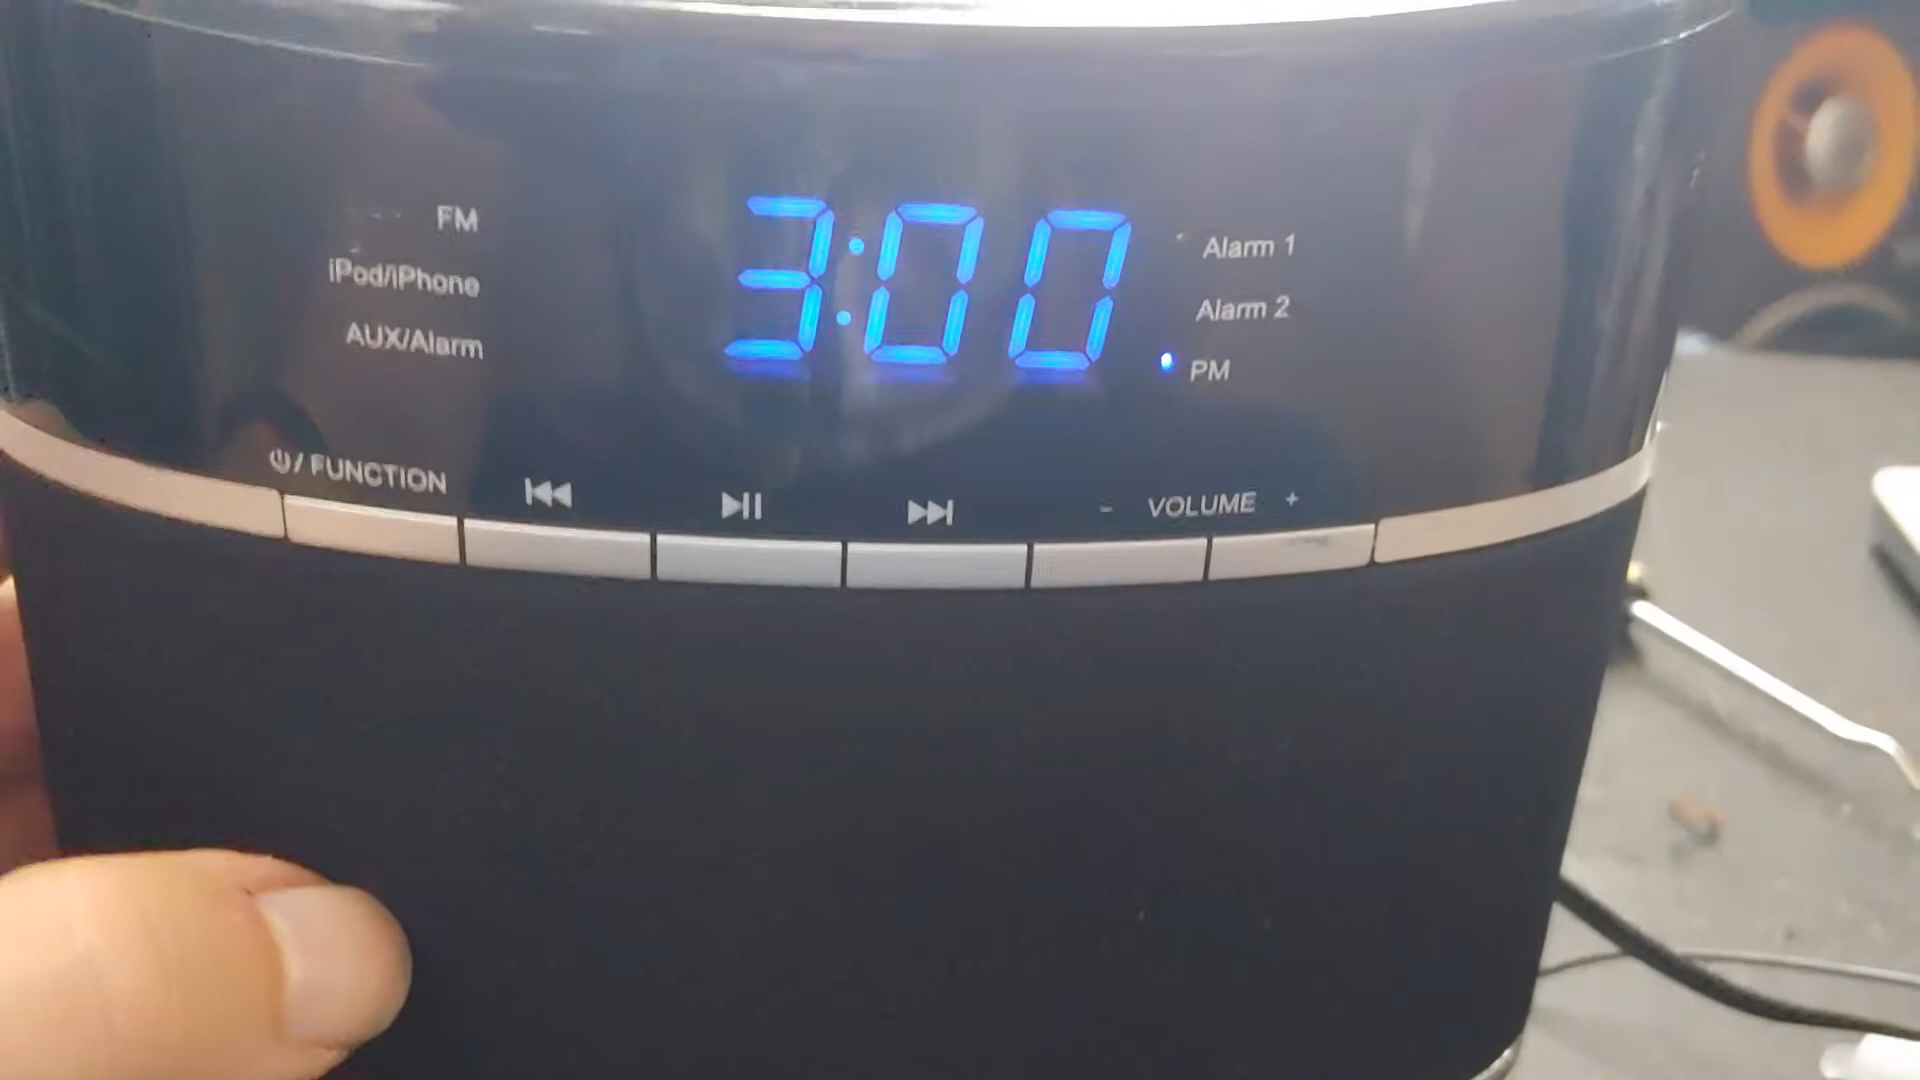 FM
iPod/iPhone
AUX/Alarm
3:00
Alarm 1
Alarm 2
PM
⏻/ FUNCTION
- VOLUME +